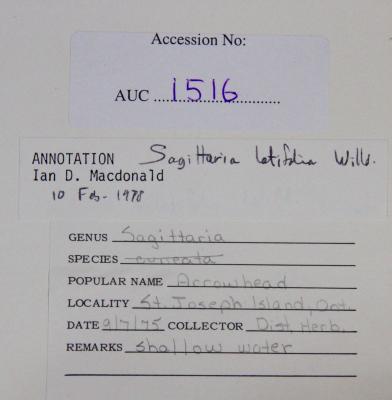 Accession No:
AUC ..1516..............
ANNOTATION Sagittaria latifolia Willd.
Ian D. Macdonald
10 Feb. 1978
GENUS Sagittaria
SPECIES cuneata
POPULAR NAME Arrowhead
LOCALITY St. Joseph Island, Ont.
DATE 9/7/75 COLLECTOR Dist. Herb.
REMARKS shallow water